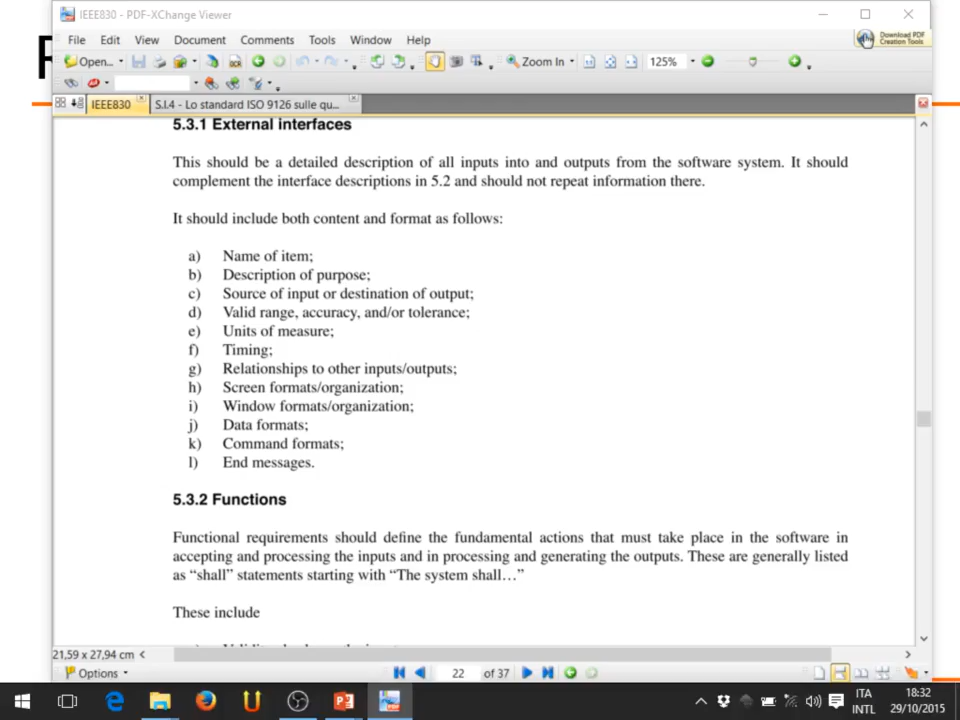 R
IEEE830 - PDF-XChange Viewer
File Edit View Document Comments Tools Window Help
Download PDF
Creation Tools
Open...
Zoom In
125%
IEEE830
S.I.4 - Lo standard ISO 9126 sulle qu...
5.3.1 External interfaces
This should be a detailed description of all inputs into and outputs from the software system. It should
complement the interface descriptions in 5.2 and should not repeat information there.
It should include both content and format as follows:
a) Name of item;
b) Description of purpose;
c) Source of input or destination of output;
d) Valid range, accuracy, and/or tolerance;
e) Units of measure;
f) Timing;
g) Relationships to other inputs/outputs;
h) Screen formats/organization;
i) Window formats/organization;
j) Data formats;
k) Command formats;
l) End messages.
5.3.2 Functions
Functional requirements should define the fundamental actions that must take place in the software in
accepting and processing the inputs and in processing and generating the outputs. These are generally listed
as “shall” statements starting with “The system shall…”
These include
21,59 x 27,94 cm
Options
22 of 37
ITA 18:32
INTL 29/10/2015